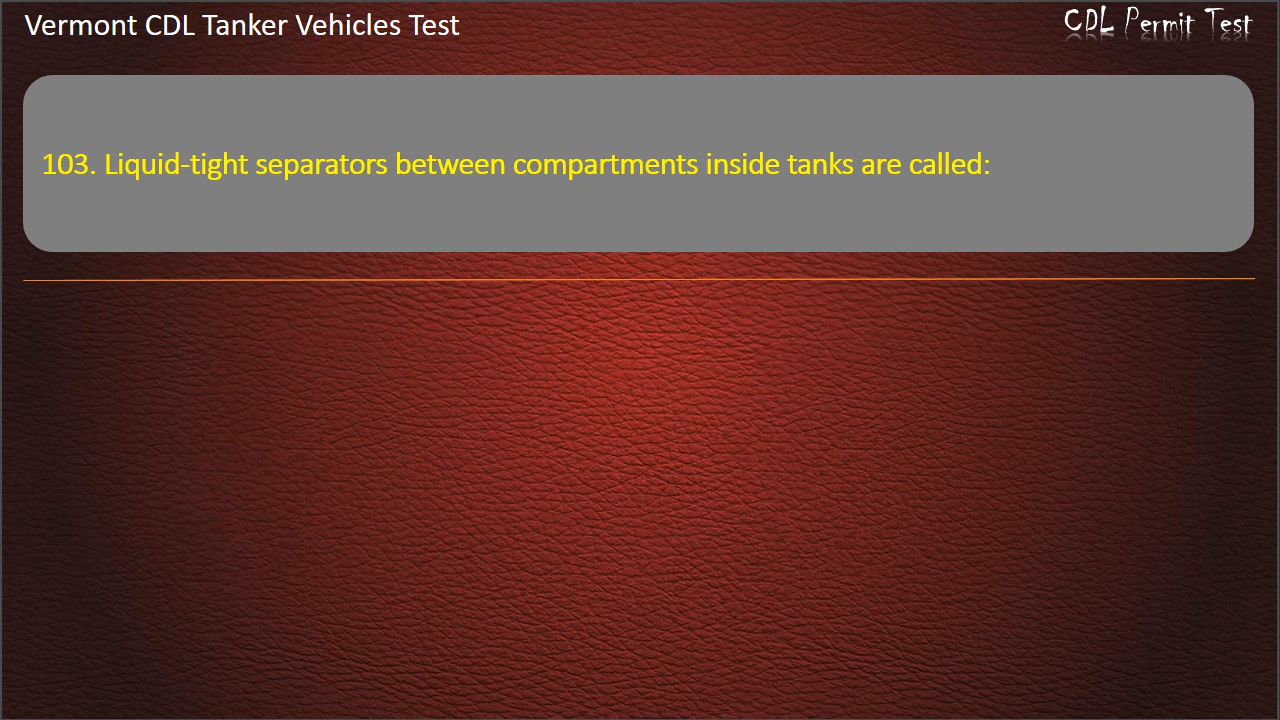 Vermont CDL Tanker Vehicles Test
CDL Permit Test
103. Liquid-tight separators between compartments inside tanks are called: